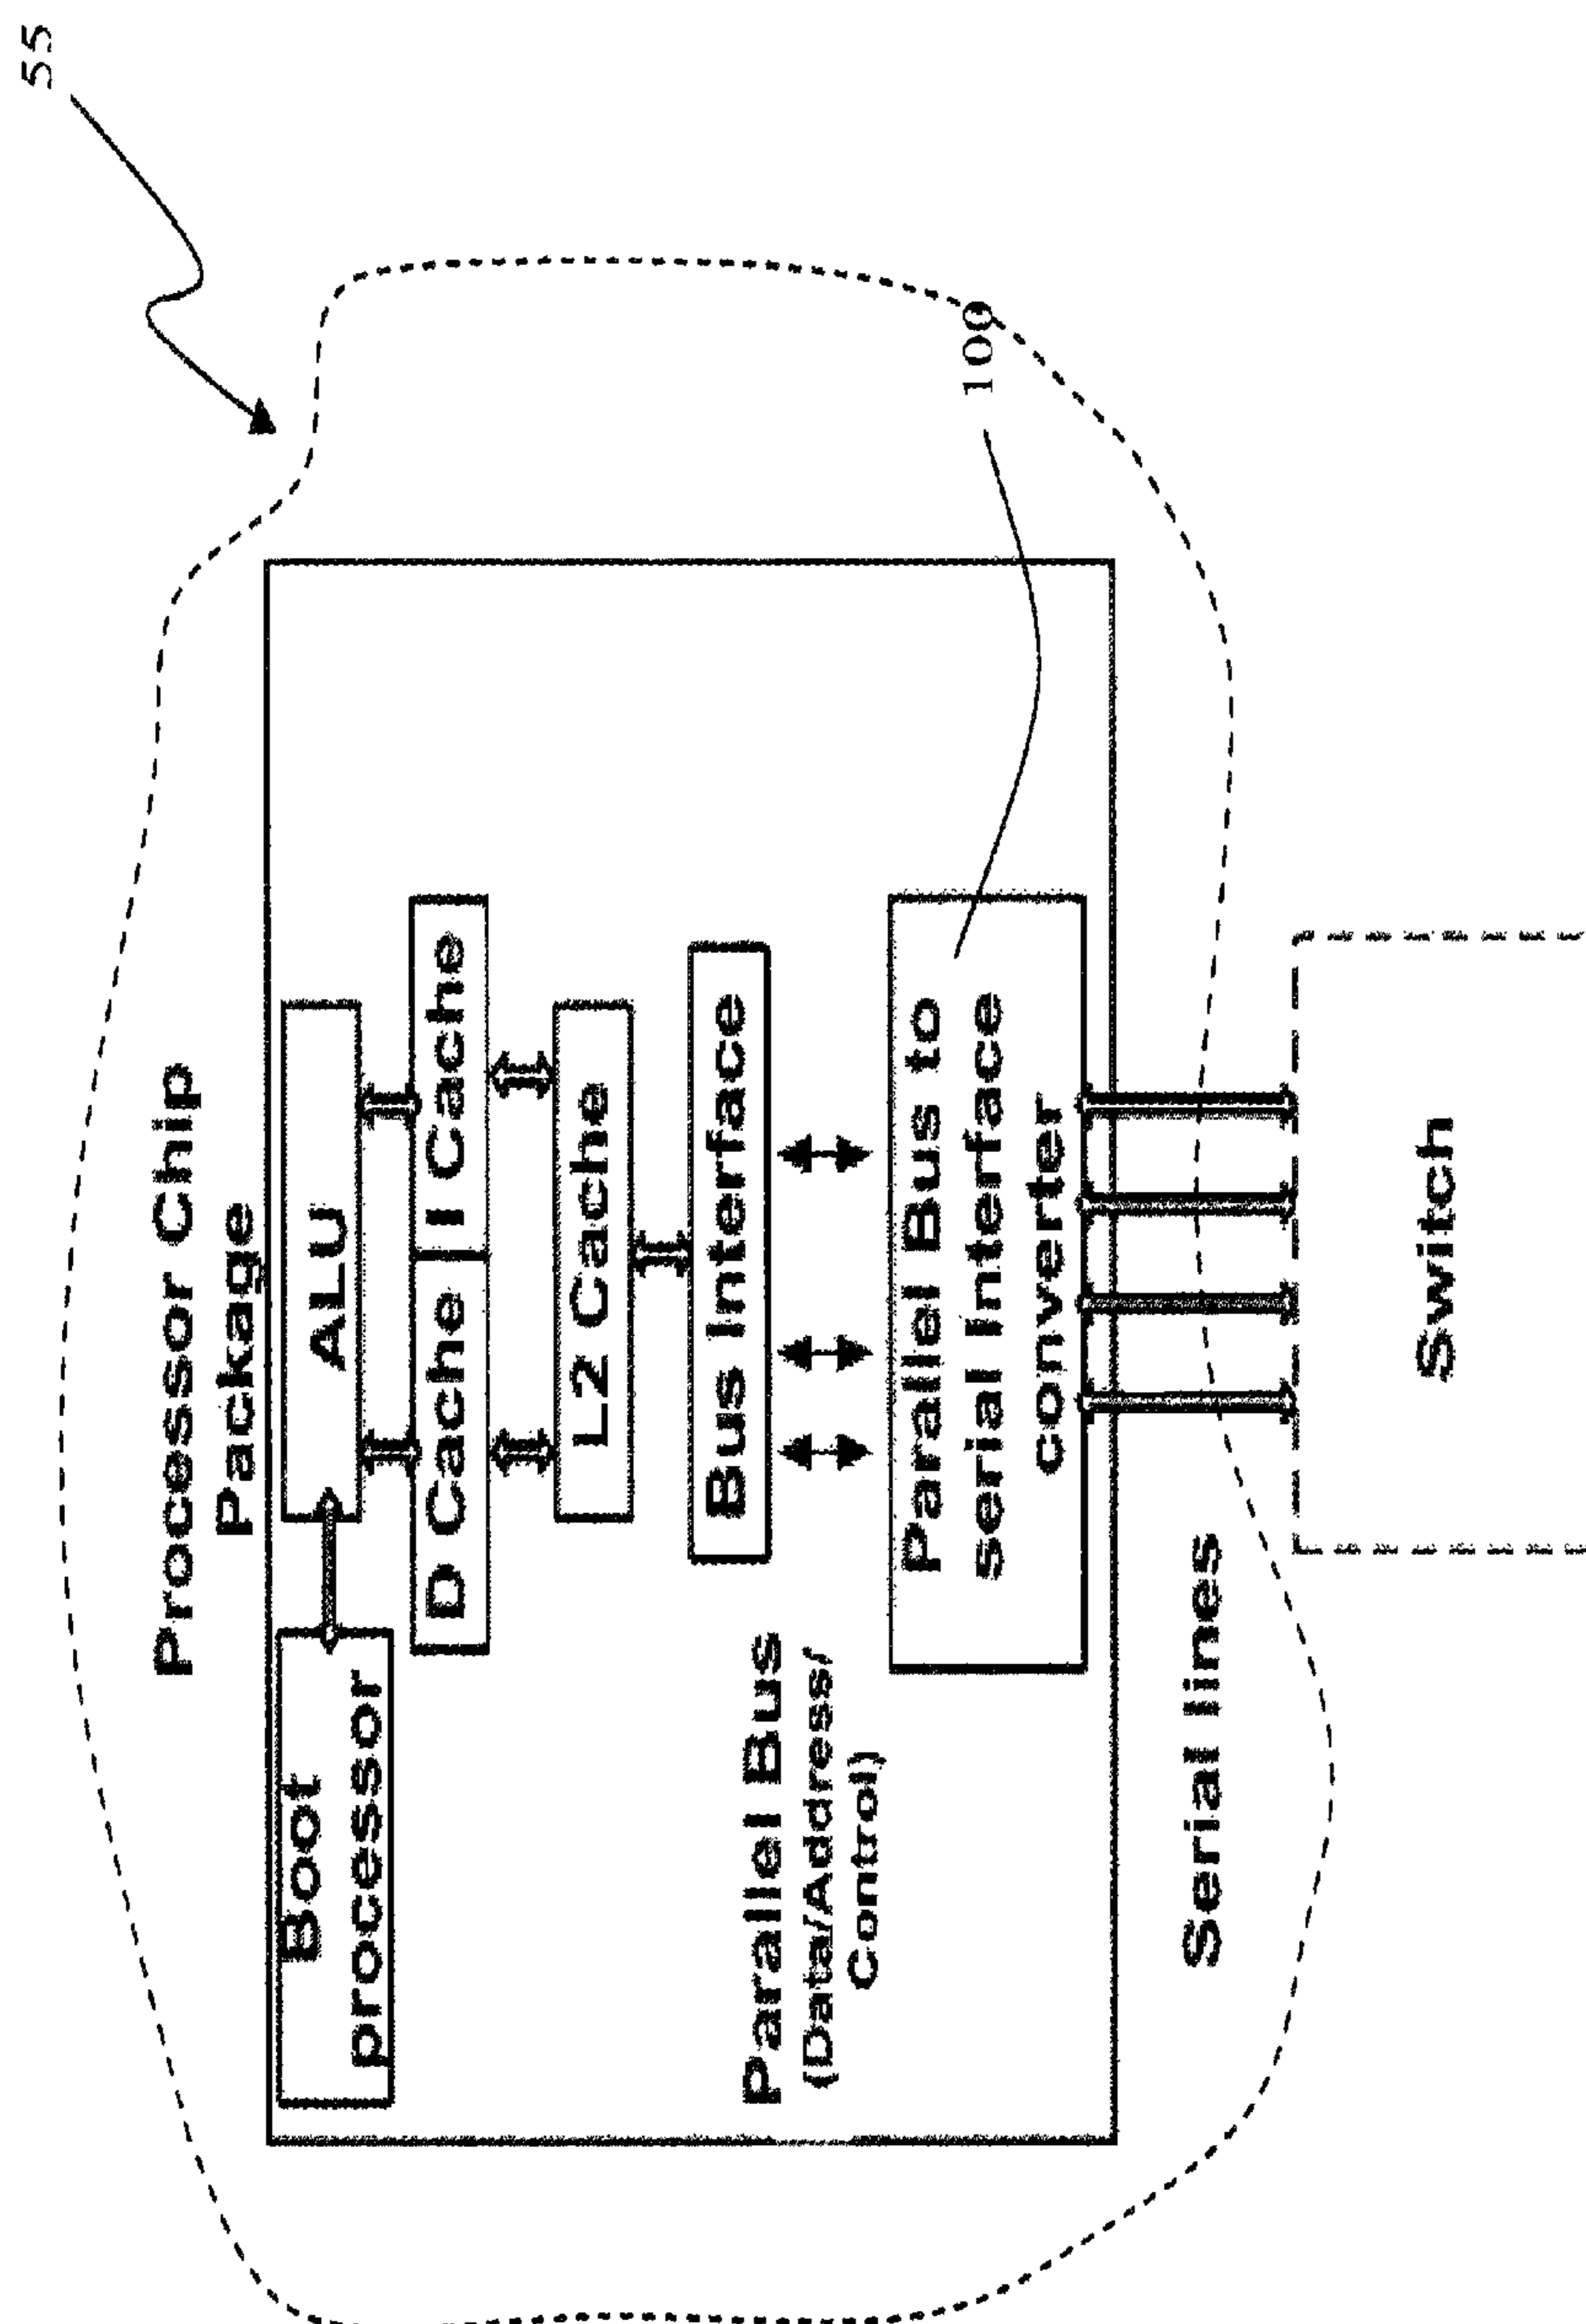 55
Processor Chip
Package
Boot
processor
ALU
D Cache
I Cache
L2 Cache
Bus Interface
Parallel Bus
(Data/Address/
Control)
100
Parallel Bus to
serial Interface
converter
Serial lines
Switch